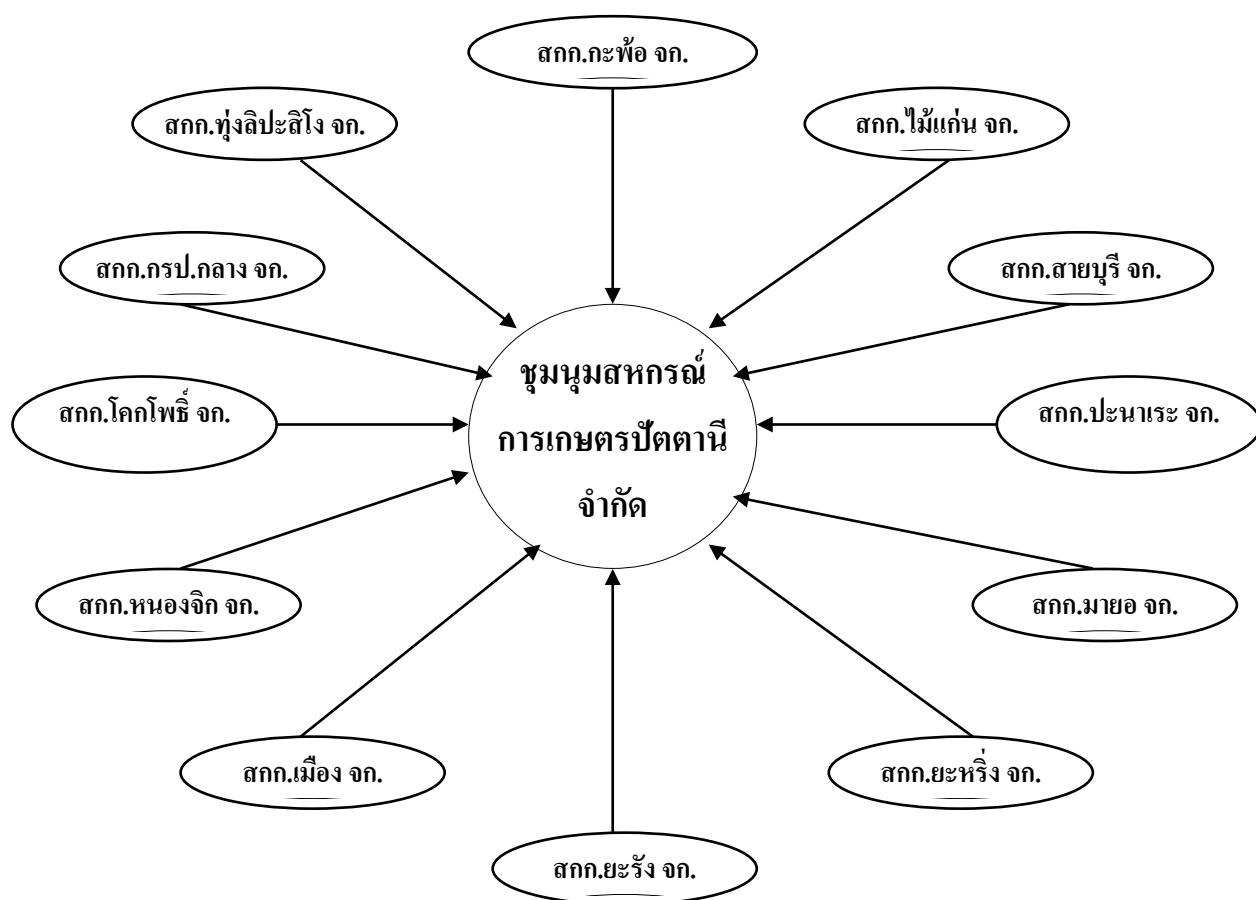 สกก.กะพ้อ จก.
สกก.ทุ่งลิปะสิโง จก.
สกก.ไม้แก่น จก.
สกก.กรป.กลาง จก.
สกก.สายบุรี จก.
ชุมนุมสหกรณ์
การเกษตรปัตตานี
จำกัด
สกก.โคกโพธิ์ จก.
สกก.ปะนาเระ จก.
สกก.หนองจิก จก.
สกก.มายอ จก.
สกก.เมือง จก.
สกก.ยะหริ่ง จก.
สกก.ยะรัง จก.